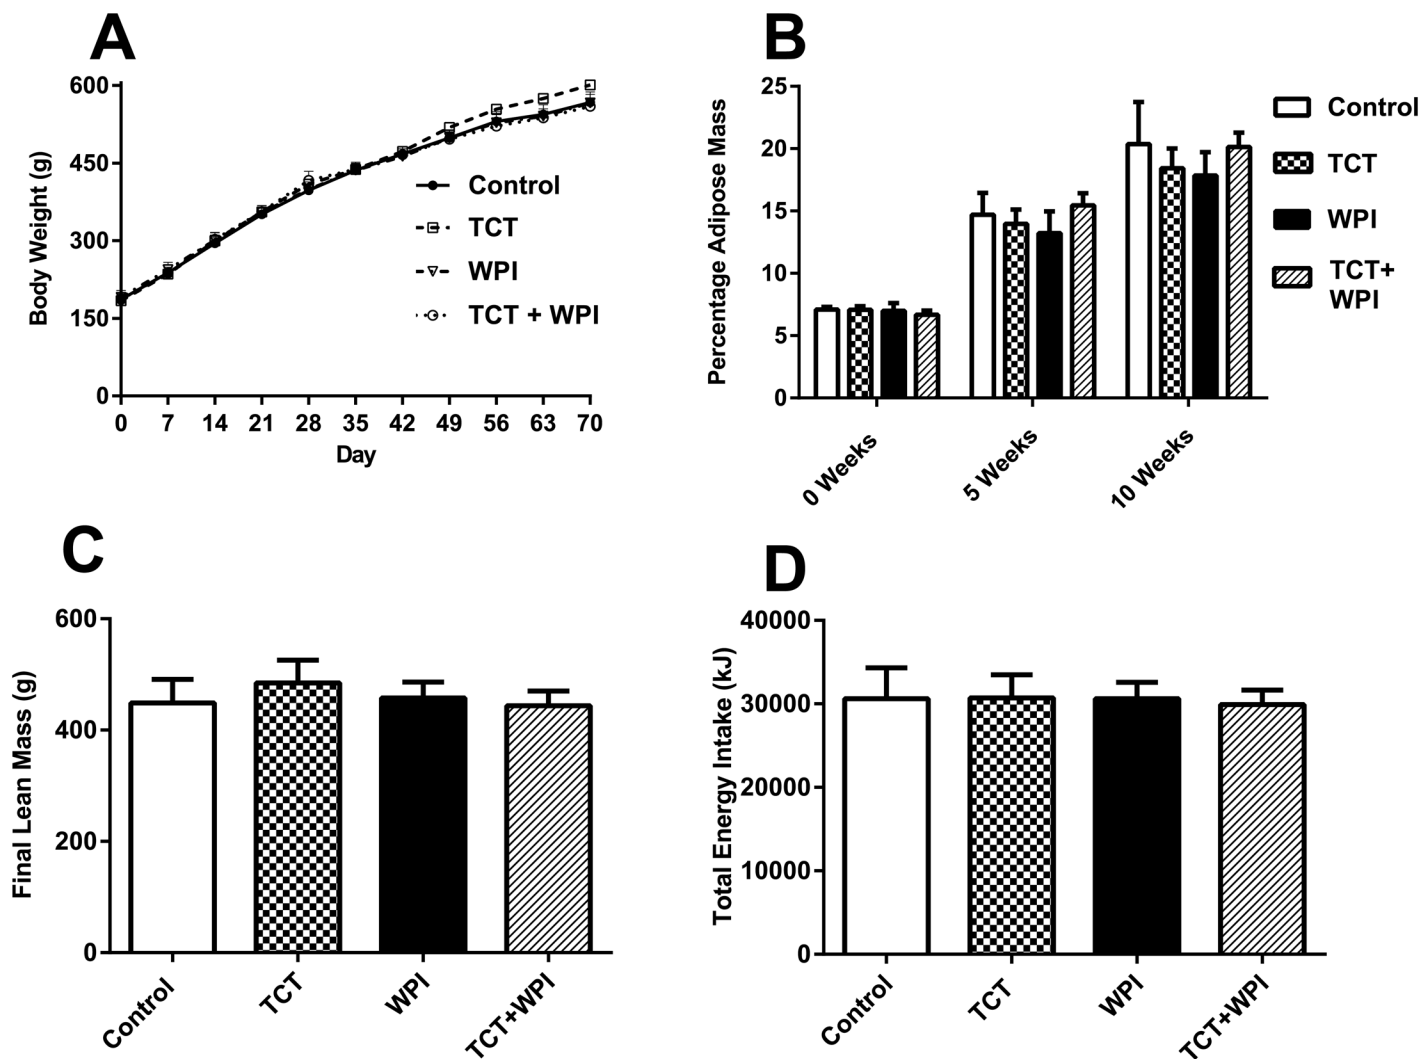 A
600
450
300
150
0
0 7 14 21 28 35 42 49 56 63 70
Day
Body Weight (g)
Control
TCT
WPI
TCT + WPI
B
25
20
15
10
5
0
Percentage Adipose Mass
0 Weeks
5 Weeks
10 Weeks
Control
TCT
WPI
TCT+
WPI
C
600
400
200
0
Final Lean Mass (g)
Control
TCT
WPI
TCT+WPI
D
40000
30000
20000
10000
0
Total Energy Intake (kJ)
Control
TCT
WPI
TCT+WPI